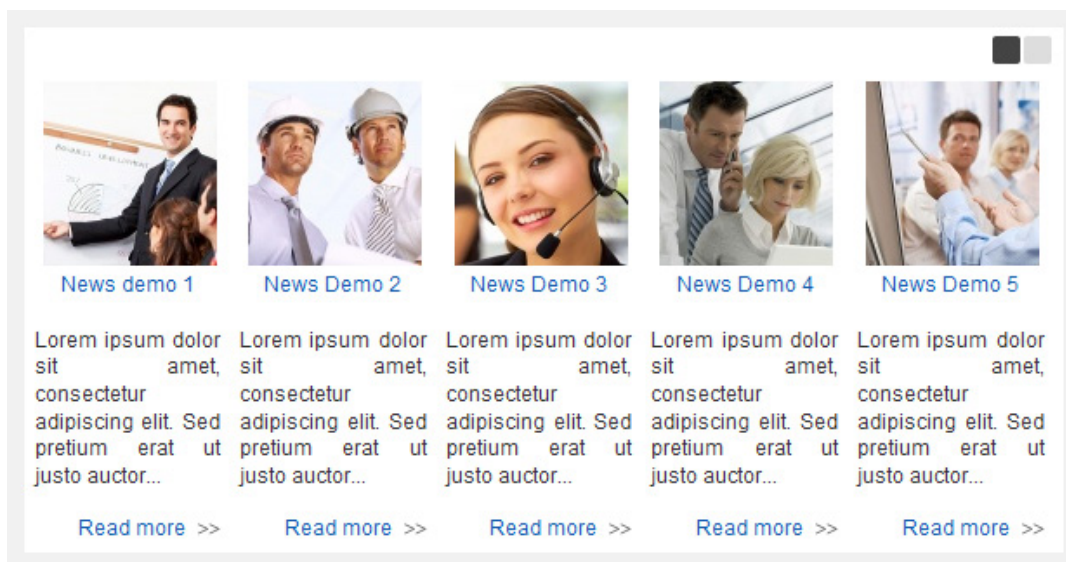 BUSINESS DEVELOPMENT
News demo 1
Lorem ipsum dolor
sit amet,
consectetur
adipiscing elit. Sed
pretium erat ut
justo auctor...
Read more >>
News Demo 2
Lorem ipsum dolor
sit amet,
consectetur
adipiscing elit. Sed
pretium erat ut
justo auctor...
Read more >>
News Demo 3
Lorem ipsum dolor
sit amet,
consectetur
adipiscing elit. Sed
pretium erat ut
justo auctor...
Read more >>
News Demo 4
Lorem ipsum dolor
sit amet,
consectetur
adipiscing elit. Sed
pretium erat ut
justo auctor...
Read more >>
News Demo 5
Lorem ipsum dolor
sit amet,
consectetur
adipiscing elit. Sed
pretium erat ut
justo auctor...
Read more >>